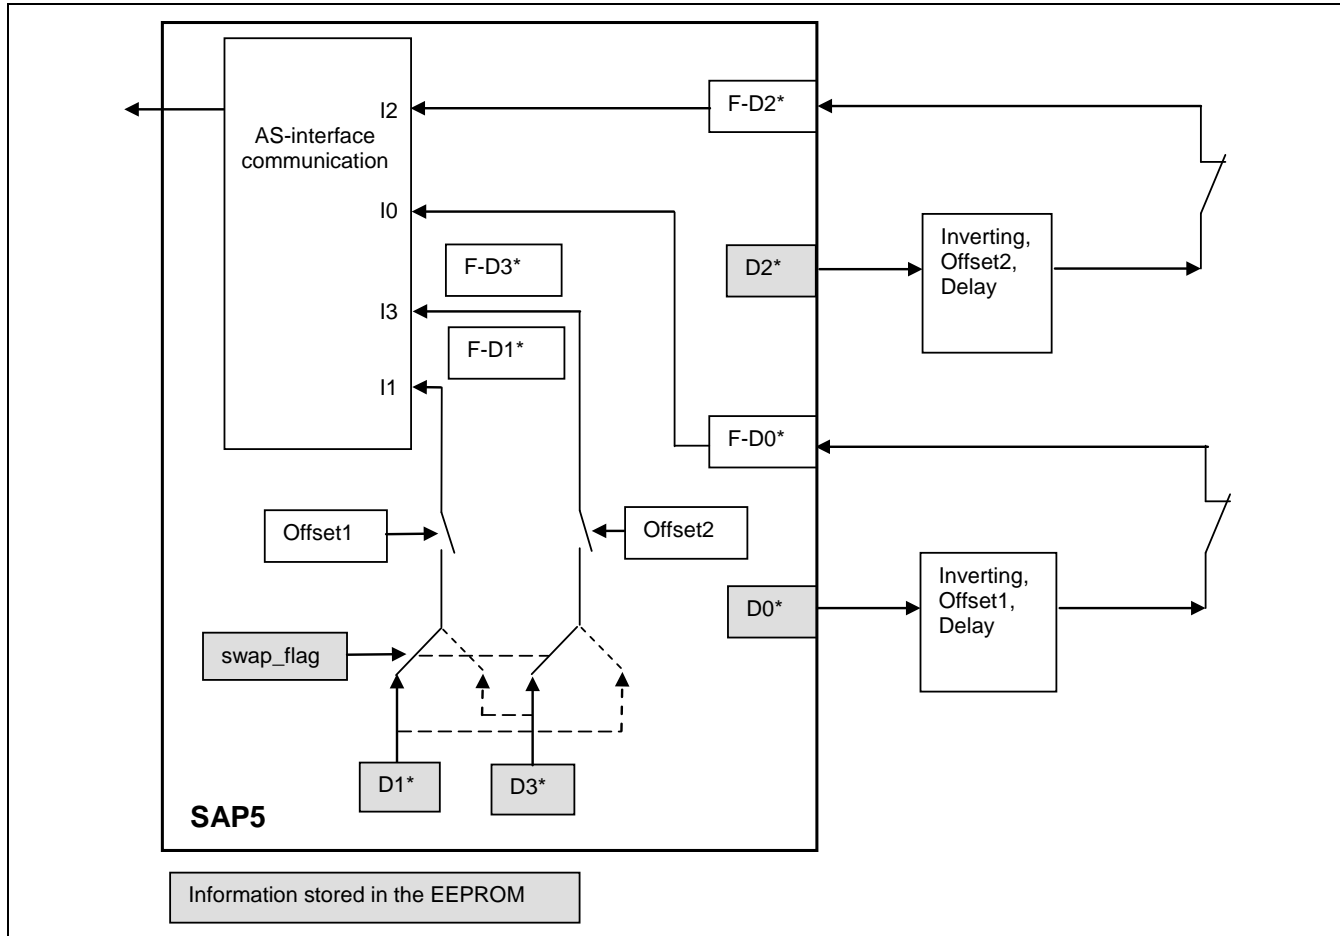 I2
F-D2*
AS-interface
communication
I0
Inverting,
Offset2,
Delay
F-D3*
D2*
I3
F-D1*
I1
F-D0*
Offset1
Offset2
Inverting,
Offset1,
Delay
D0*
swap_flag
D1*
D3*
SAP5
Information stored in the EEPROM